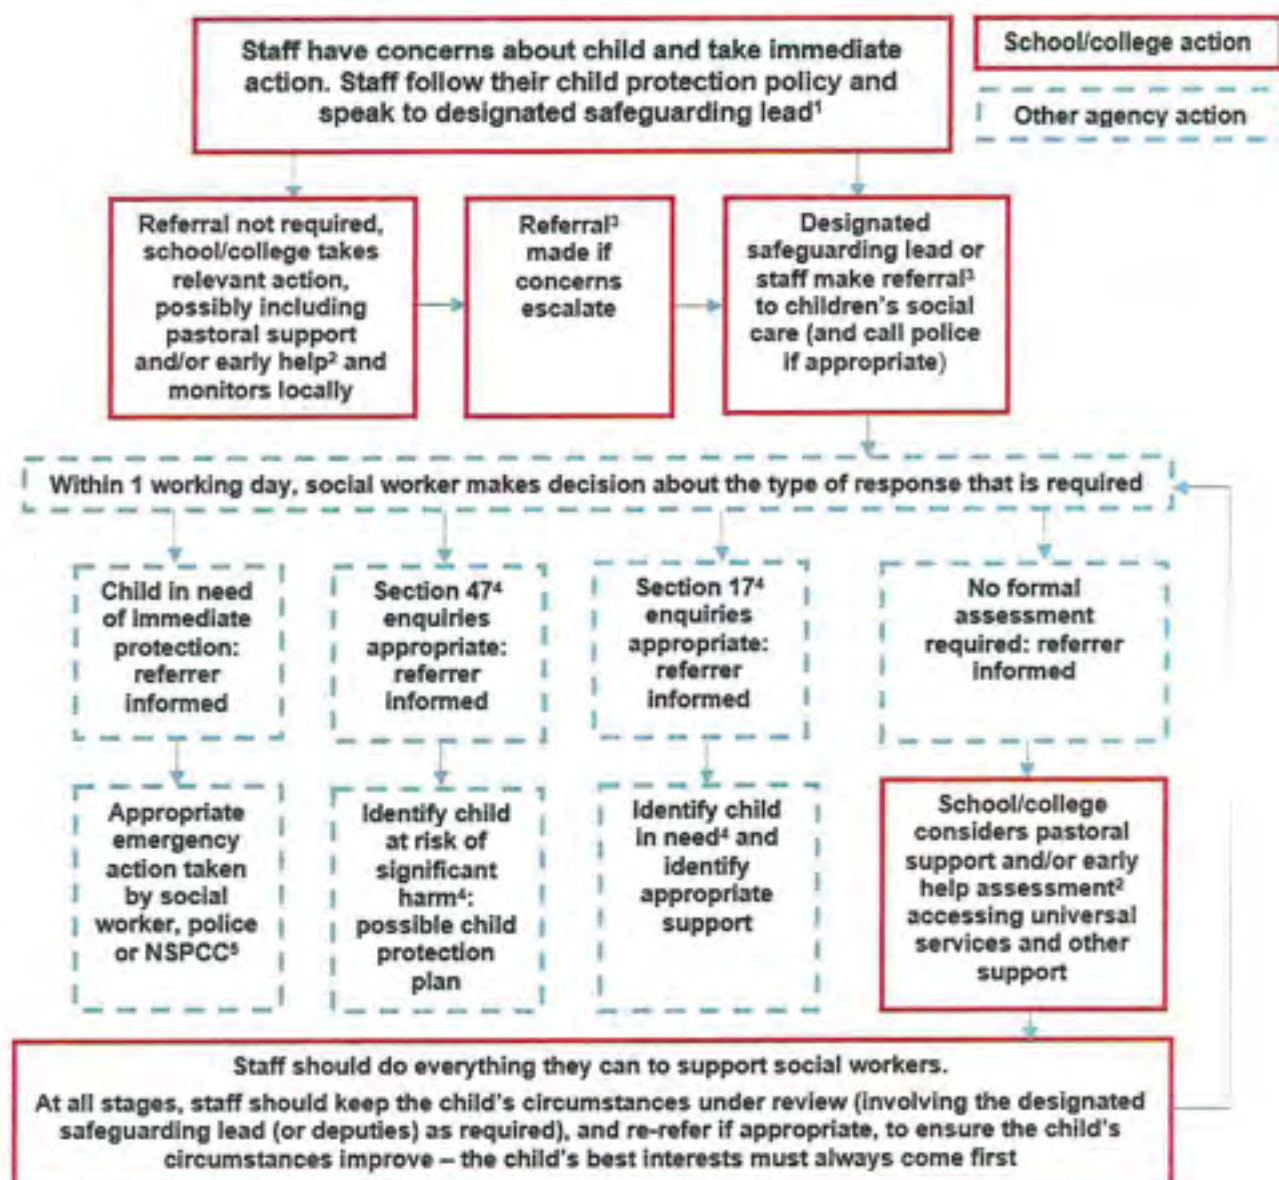 Staff have concerns about child and take immediate
action. Staff follow their child protection policy and
speak to designated safeguarding lead¹
School/college action
Other agency action
Referral not required,
school/college takes
relevant action,
possibly including
pastoral support
and/or early help² and
monitors locally
Referral³
made if
concerns
escalate
Designated
safeguarding lead or
staff make referral³
to children's social
care (and call police
if appropriate)
Within 1 working day, social worker makes decision about the type of response that is required
Child in need
of immediate
protection:
referrer
informed
Section 47⁴
enquiries
appropriate:
referrer
informed
Section 17⁴
enquiries
appropriate:
referrer
informed
No formal
assessment
required: referrer
informed
Appropriate
emergency
action taken
by social
worker, police
or NSPCC⁵
Identify child
at risk of
significant
harm⁴:
possible child
protection
plan
Identify child
in need⁴ and
identify
appropriate
support
School/college
considers pastoral
support and/or early
help assessment²
accessing universal
services and other
support
Staff should do everything they can to support social workers.
At all stages, staff should keep the child's circumstances under review (involving the designated
safeguarding lead (or deputies) as required), and re-refer if appropriate, to ensure the child's
circumstances improve – the child's best interests must always come first